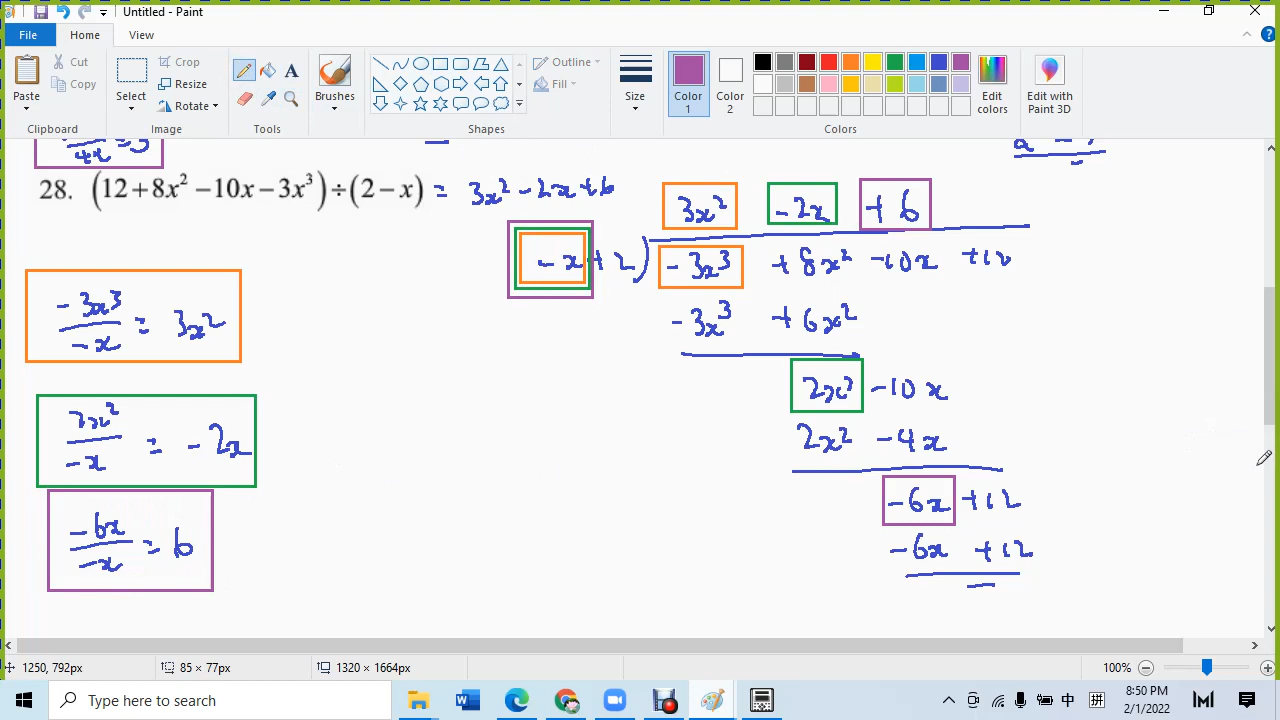 Untitled - Paint
File Home View
Paste Cut Copy Clipboard
Select Crop Resize Rotate Image
Tools
Brushes
Outline Fill Shapes
Size
Color 1 Color 2 Edit colors Colors
Edit with Paint 3D
28. (12 + 8x² − 10x − 3x³) ÷ (2 − x) = 3x² − 2x + 6
3x² − 2x + 6
−x + 2) −3x³ + 8x² − 10x + 12
−3x³ + 6x²
−3x³/−x = 3x²
2x² − 10x
2x² − 4x
2x²/−x = −2x
−6x + 12
−6x + 12
−6x/−x = 6
1250, 792px 85 × 77px 1320 × 1664px 100%
Type here to search
中 拼 8:50 PM
2/1/2022